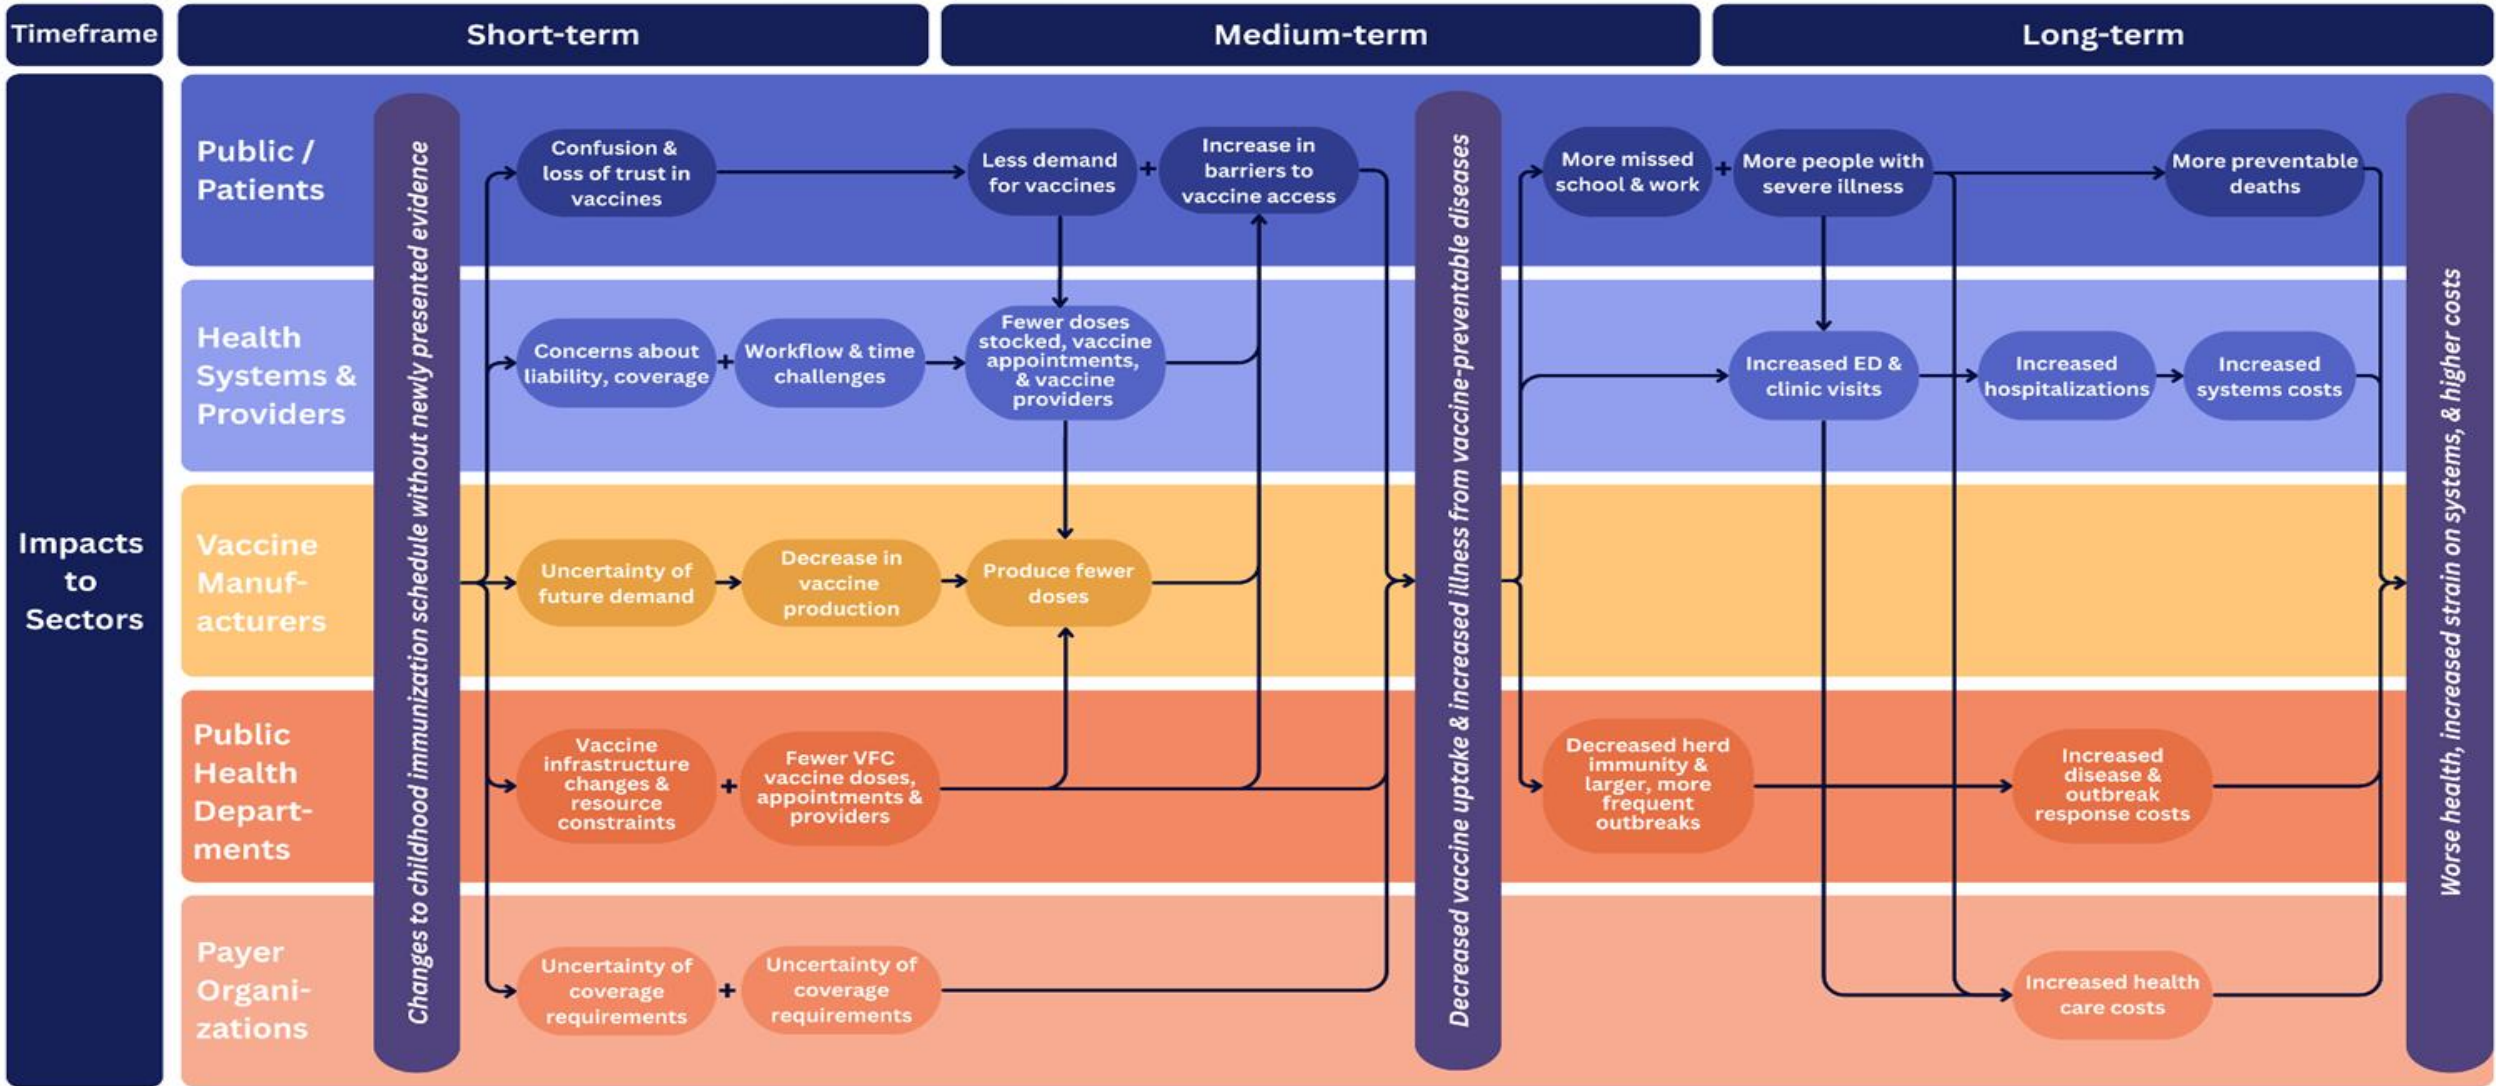 Timeframe
Short-term
Medium-term
Long-term
Impacts
to
Sectors
Changes to childhood immunization schedule without newly presented evidence
Decreased vaccine uptake & increased illness from vaccine-preventable diseases
Worse health, increased strain on systems, & higher costs
Public /
Patients
Confusion &
loss of trust in
vaccines
Less demand
for vaccines
+
Increase in
barriers to
vaccine access
More missed
school & work
+
More people with
severe illness
More preventable
deaths
Health
Systems &
Providers
Concerns about
liability, coverage
+
Workflow & time
challenges
Fewer doses
stocked, vaccine
appointments,
& vaccine
providers
Increased ED &
clinic visits
Increased
hospitalizations
Increased
systems costs
Vaccine
Manuf-
acturers
Uncertainty of
future demand
Decrease in
vaccine
production
Produce fewer
doses
Public
Health
Depart-
ments
Vaccine
infrastructure
changes &
resource
constraints
+
Fewer VFC
vaccine doses,
appointments &
providers
Decreased herd
immunity &
larger, more
frequent
outbreaks
Increased
disease &
outbreak
response costs
Payer
Organi-
zations
Uncertainty of
coverage
requirements
+
Uncertainty of
coverage
requirements
Increased health
care costs